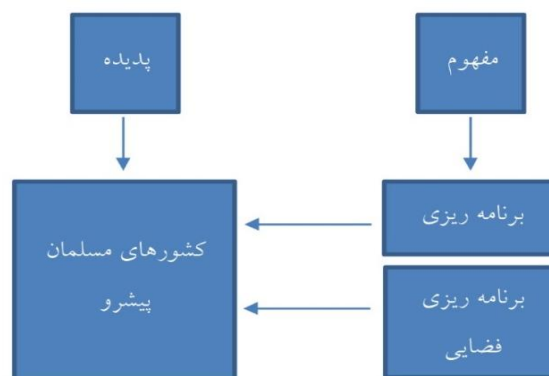 مفهوم
پدیده
برنامه ریزی
کشورهای مسلمان
پیشرو
برنامه ریزی
فضایی